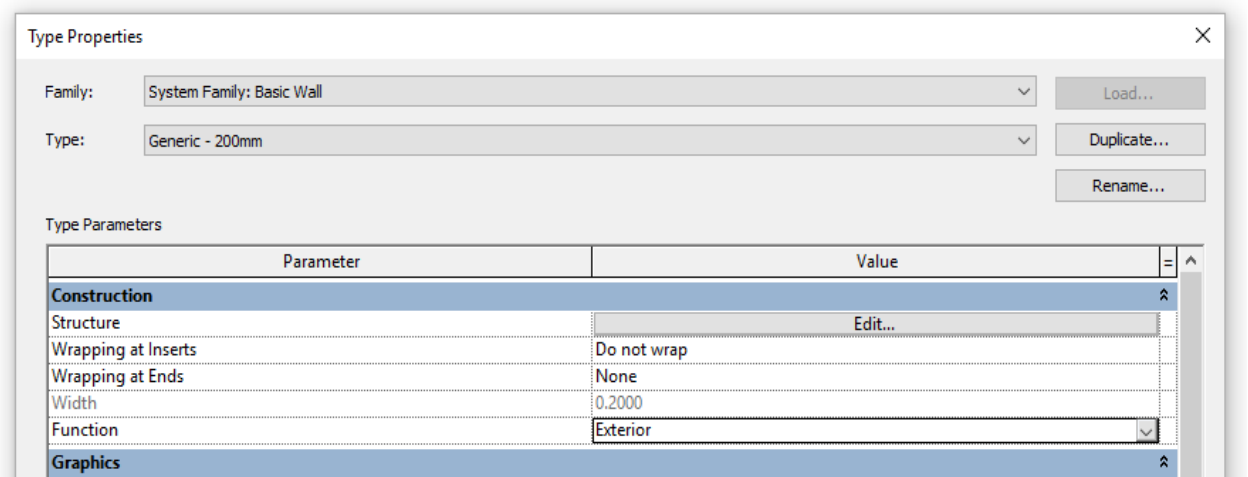 Type Properties
Family: System Family: Basic Wall Load...
Type: Generic - 200mm Duplicate...
Rename...
Type Parameters
Parameter Value =
Construction
Structure Edit...
Wrapping at Inserts Do not wrap
Wrapping at Ends None
Width 0.2000
Function Exterior
Graphics